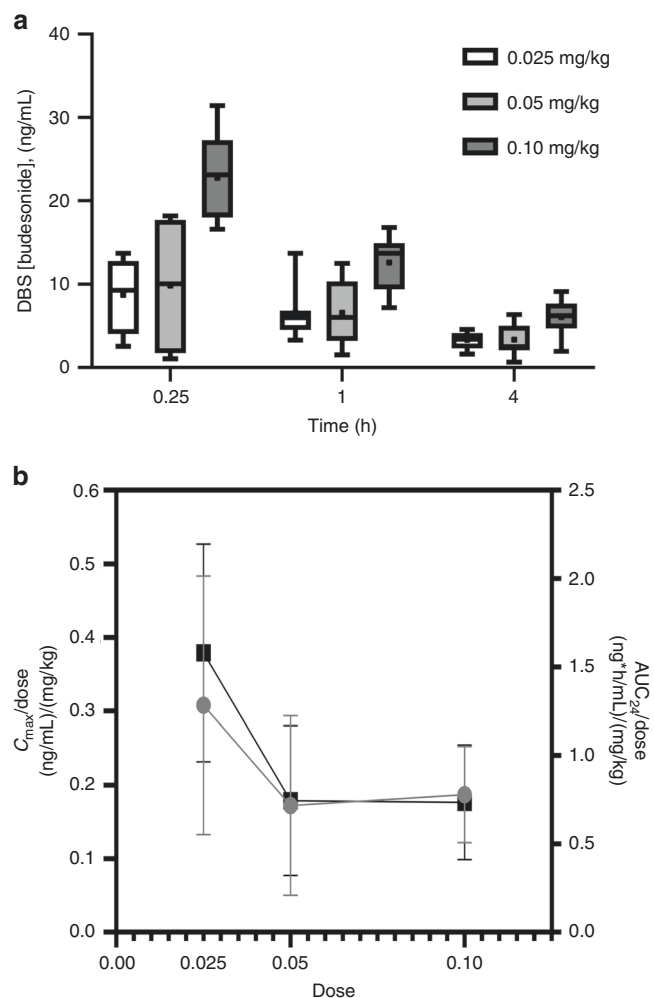 a
40
30
20
10
0
DBS [budesonide], (ng/mL)
0.025 mg/kg
0.05 mg/kg
0.10 mg/kg
0.25 1 4
Time (h)
b
0.6
0.5
0.4
0.3
0.2
0.1
0.0
Cmax/dose
(ng/mL)/(mg/kg)
2.5
2.0
1.5
1.0
0.5
0.0
AUC24/dose
(ng*h/mL)/(mg/kg)
0.00 0.025 0.05 0.10
Dose